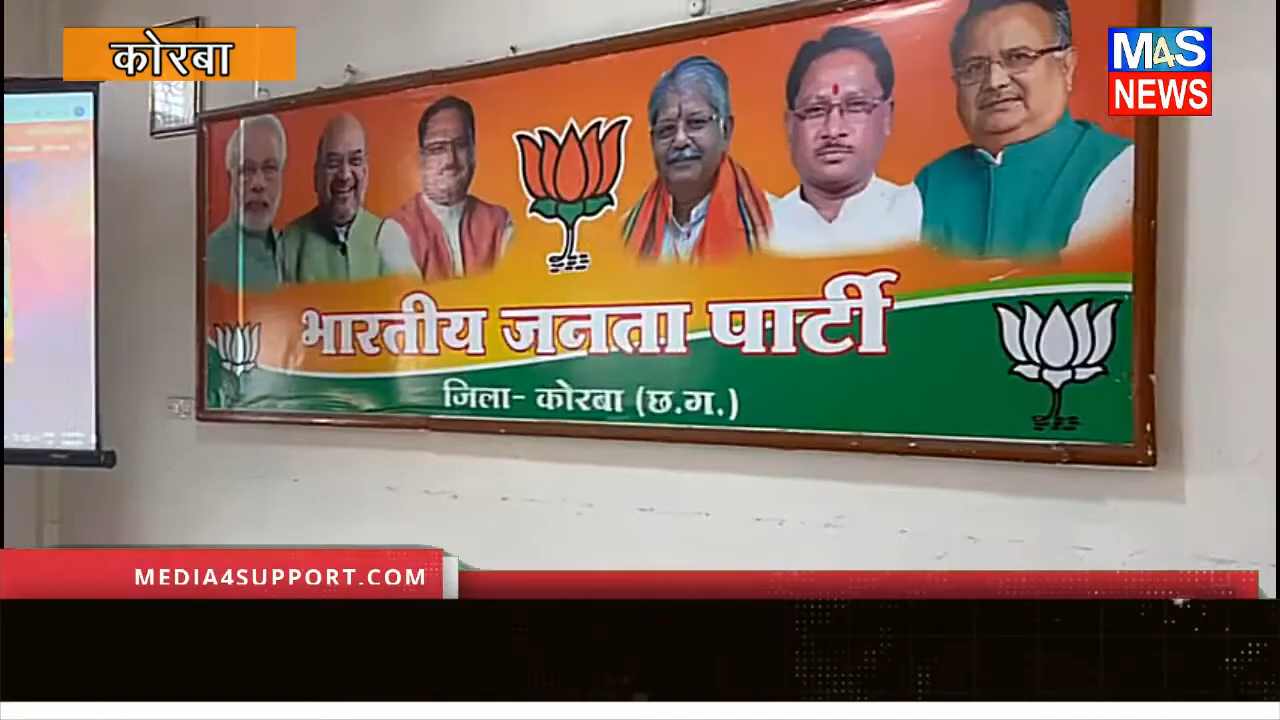 कोरबा
M4S
NEWS
भारतीय जनता पार्टी
जिला- कोरबा (छ.ग.)
MEDIA4SUPPORT.COM